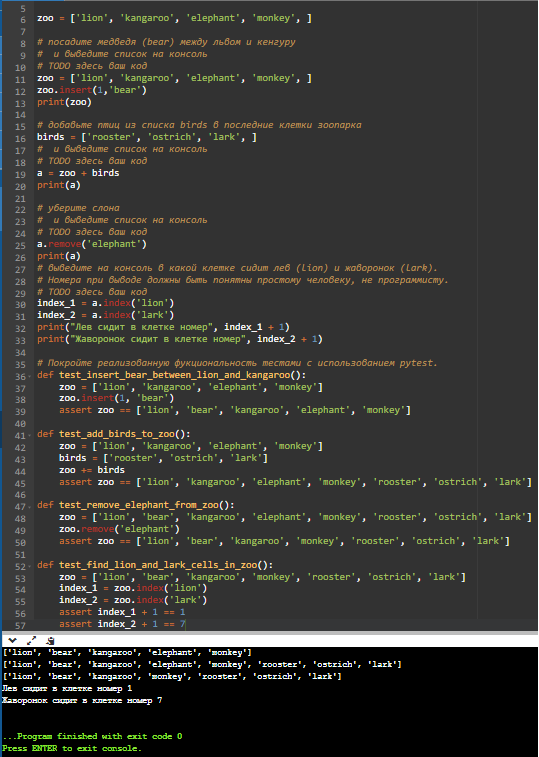 5
6 zoo = ['lion', 'kangaroo', 'elephant', 'monkey', ]
7
8 # посадите медведя (bear) между львом и кенгуру
9 #  и выведите список на консоль
10 # TODO здесь ваш код
11 zoo = ['lion', 'kangaroo', 'elephant', 'monkey', ]
12 zoo.insert(1,'bear')
13 print(zoo)
14
15 # добавьте птиц из списка birds в последние клетки зоопарка
16 birds = ['rooster', 'ostrich', 'lark', ]
17 #  и выведите список на консоль
18 # TODO здесь ваш код
19 a = zoo + birds
20 print(a)
21
22 # уберите слона
23 #  и выведите список на консоль
24 # TODO здесь ваш код
25 a.remove('elephant')
26 print(a)
27 # выведите на консоль в какой клетке сидит лев (lion) и жаворонок (lark).
28 # Номера при выводе должны быть понятны простому человеку, не программисту.
29 # TODO здесь ваш код
30 index_1 = a.index('lion')
31 index_2 = a.index('lark')
32 print("Лев сидит в клетке номер", index_1 + 1)
33 print("Жаворонок сидит в клетке номер", index_2 + 1)
34
35 # Покройте реализованную фукциональность тестами с использованием pytest.
36 def test_insert_bear_between_lion_and_kangaroo():
37     zoo = ['lion', 'kangaroo', 'elephant', 'monkey']
38     zoo.insert(1, 'bear')
39     assert zoo == ['lion', 'bear', 'kangaroo', 'elephant', 'monkey']
40
41 def test_add_birds_to_zoo():
42     zoo = ['lion', 'kangaroo', 'elephant', 'monkey']
43     birds = ['rooster', 'ostrich', 'lark']
44     zoo += birds
45     assert zoo == ['lion', 'kangaroo', 'elephant', 'monkey', 'rooster', 'ostrich', 'lark']
46
47 def test_remove_elephant_from_zoo():
48     zoo = ['lion', 'bear', 'kangaroo', 'elephant', 'monkey', 'rooster', 'ostrich', 'lark']
49     zoo.remove('elephant')
50     assert zoo == ['lion', 'bear', 'kangaroo', 'monkey', 'rooster', 'ostrich', 'lark']
51
52 def test_find_lion_and_lark_cells_in_zoo():
53     zoo = ['lion', 'bear', 'kangaroo', 'monkey', 'rooster', 'ostrich', 'lark']
54     index_1 = zoo.index('lion')
55     index_2 = zoo.index('lark')
56     assert index_1 + 1 == 1
57     assert index_2 + 1 == 7
['lion', 'bear', 'kangaroo', 'elephant', 'monkey']
['lion', 'bear', 'kangaroo', 'elephant', 'monkey', 'rooster', 'ostrich', 'lark']
['lion', 'bear', 'kangaroo', 'monkey', 'rooster', 'ostrich', 'lark']
Лев сидит в клетке номер 1
Жаворонок сидит в клетке номер 7
...Program finished with exit code 0
Press ENTER to exit console.